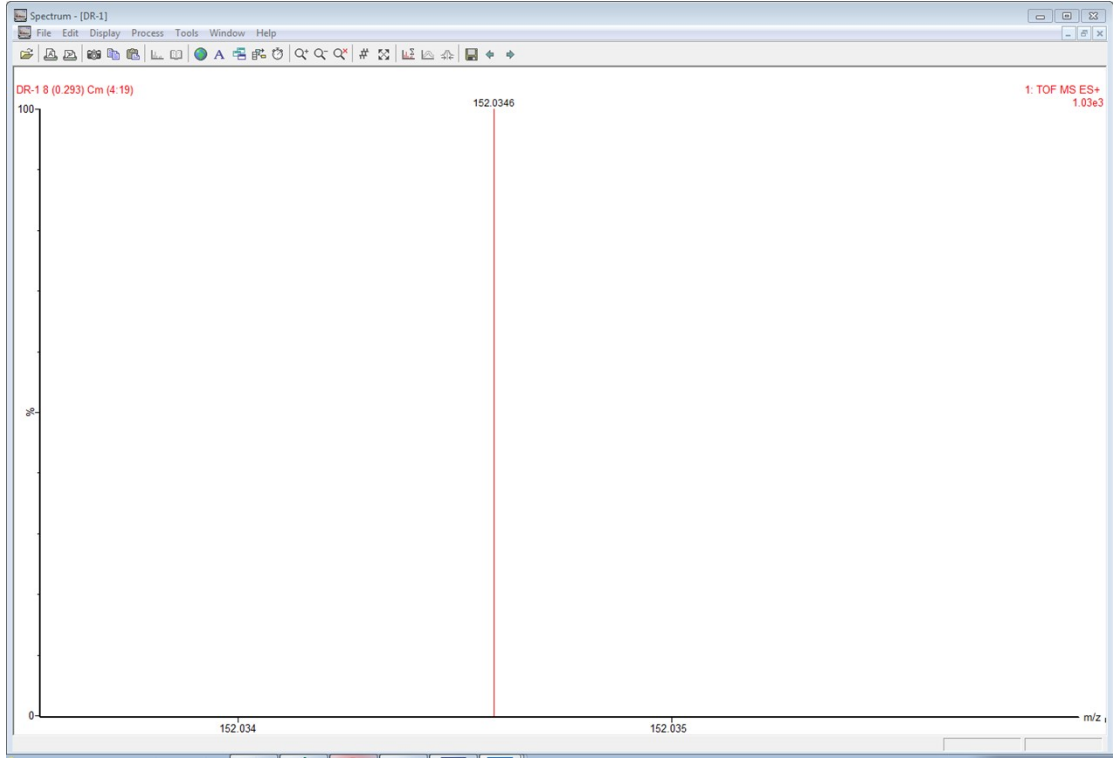 Spectrum - [DR-1]
File Edit Display Process Tools Window Help
DR-1 8 (0.293) Cm (4:19)
1: TOF MS ES+
1.03e3
152.0346
100
%
0
152.034
152.035
m/z